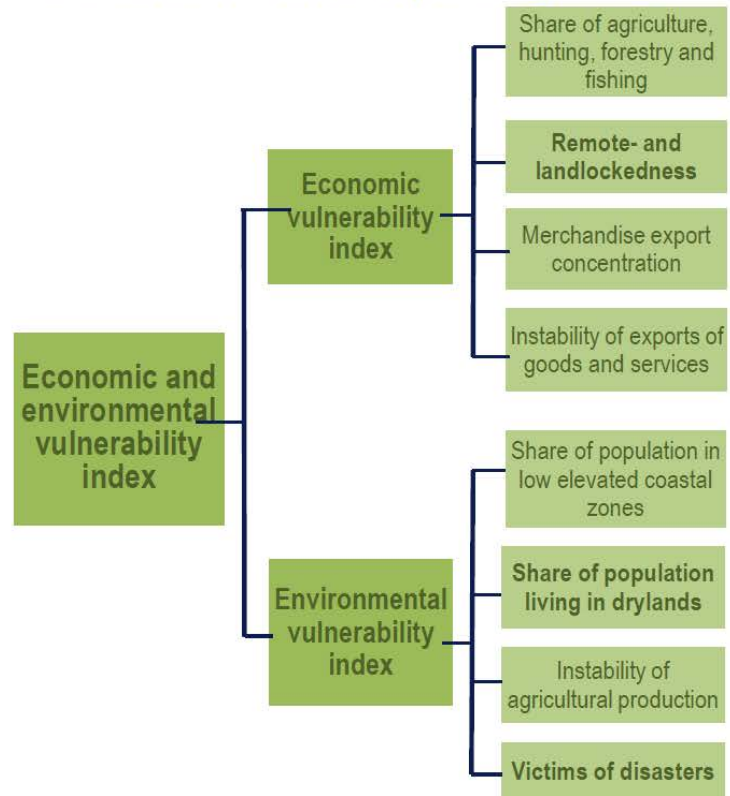 Share of agriculture,
hunting, forestry and
fishing
Remote- and
landlockedness
Economic
vulnerability
index
Merchandise export
concentration
Instability of exports of
goods and services
Economic and
environmental
vulnerability
index
Share of population in
low elevated coastal
zones
Share of population
living in drylands
Environmental
vulnerability
index
Instability of
agricultural production
Victims of disasters